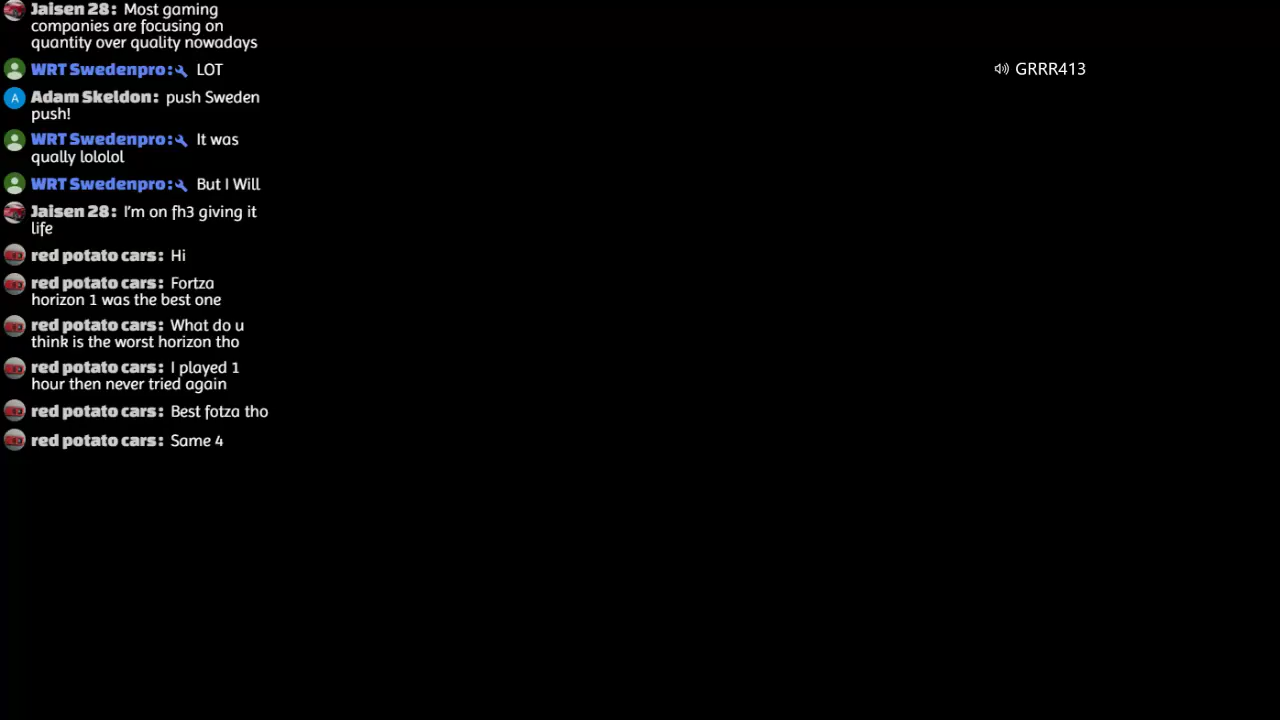 Jaisen 28: Most gaming
companies are focusing on
quantity over quality nowadays
WRT Swedenpro: LOT
GRRR413
A Adam Skeldon: push Sweden
push!
WRT Swedenpro: It was
qually lololol
WRT Swedenpro: But I Will
Jaisen 28: I'm on fh3 giving it
life
red potato cars: Hi
red potato cars: Fortza
horizon 1 was the best one
red potato cars: What do u
think is the worst horizon tho
red potato cars: I played 1
hour then never tried again
red potato cars: Best fotza tho
red potato cars: Same 4